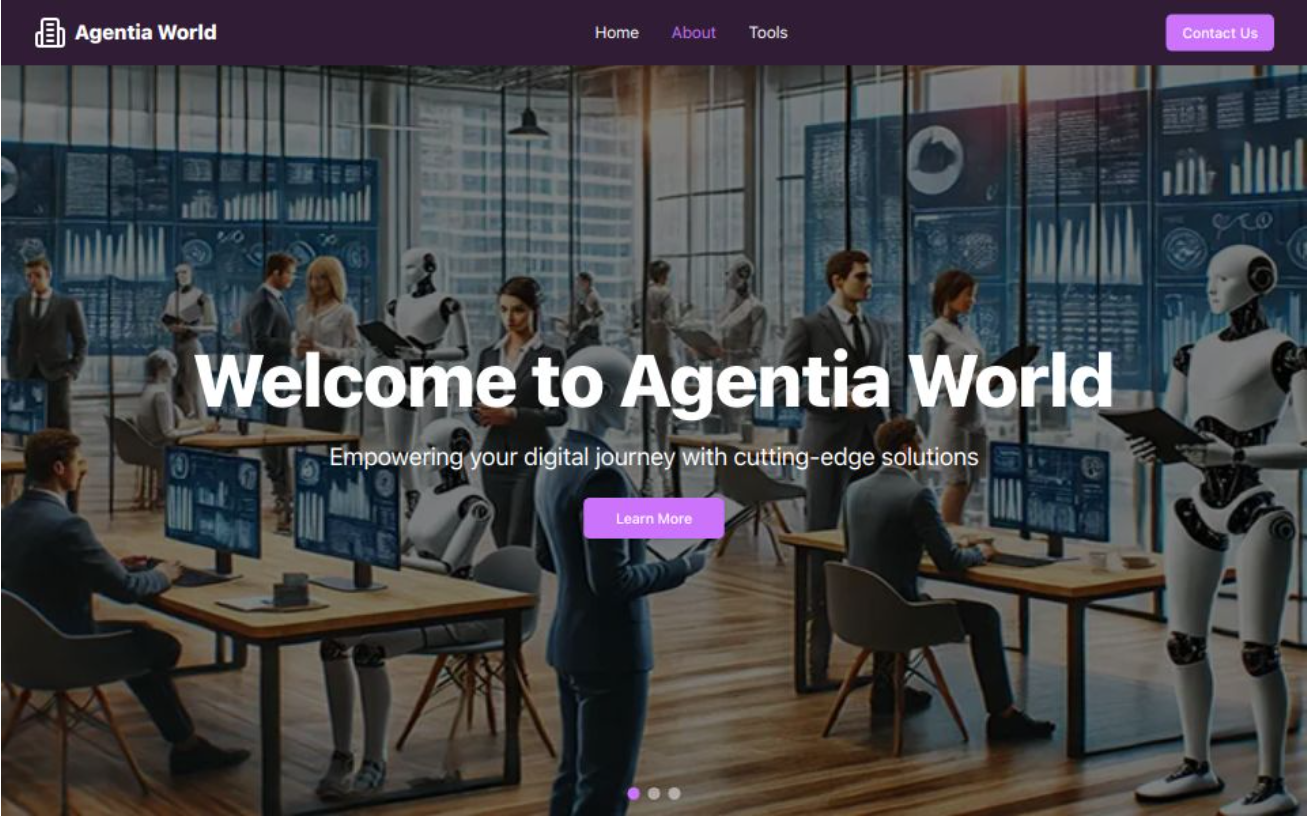 Agentia World
Home
About
Tools
Contact Us
Welcome to Agentia World
Empowering your digital journey with cutting-edge solutions
Learn More